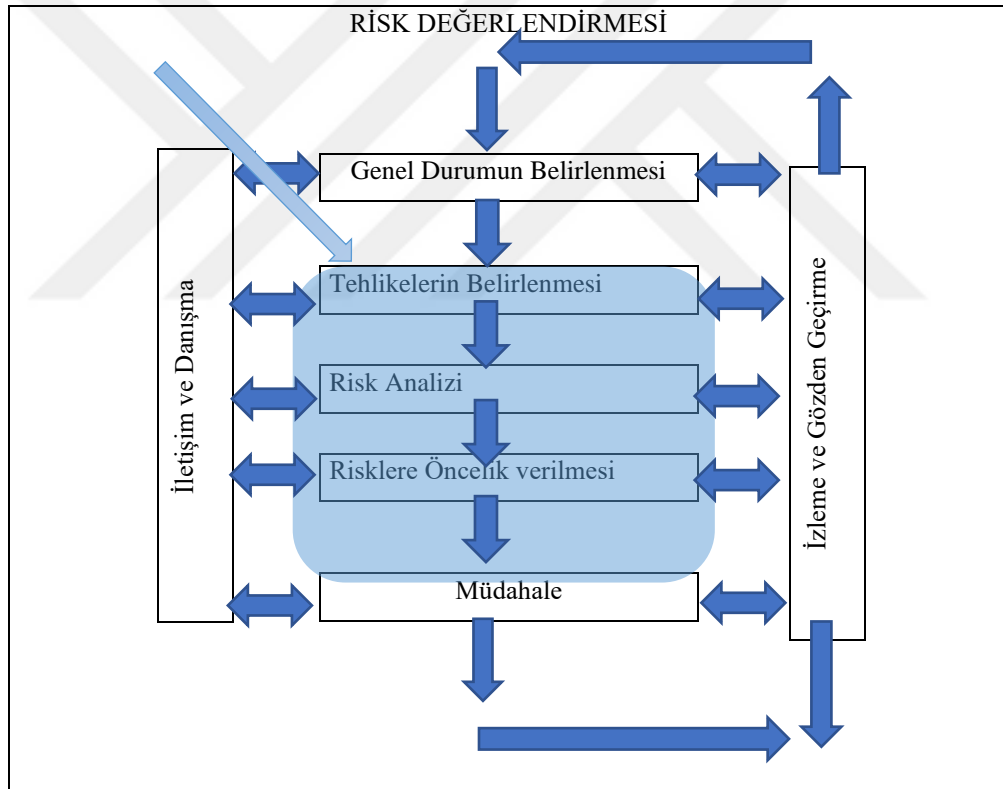 RİSK DEĞERLENDİRMESİ
Genel Durumun Belirlenmesi
Tehlikelerin Belirlenmesi
Risk Analizi
Risklere Öncelik verilmesi
Müdahale
İletişim ve Danışma
İzleme ve Gözden Geçirme